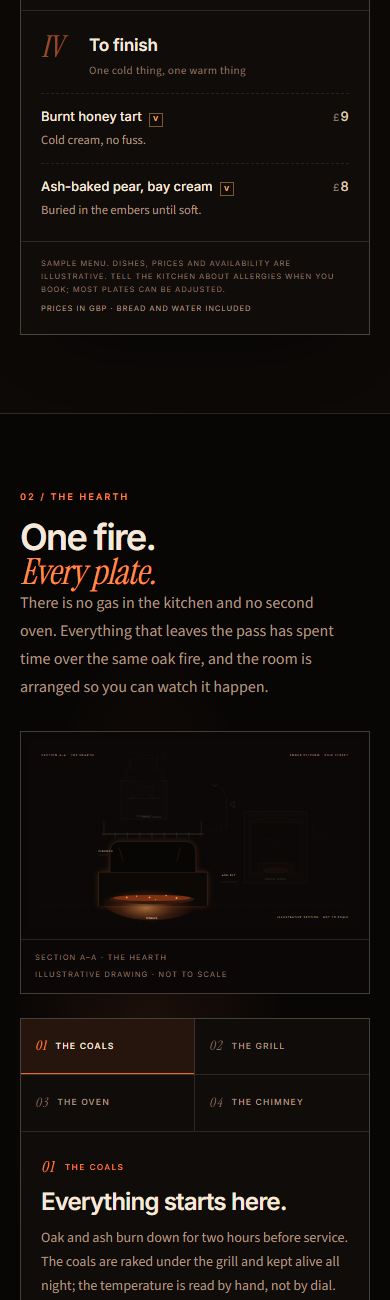 IV To finish
One cold thing, one warm thing
Burnt honey tart V £9
Cold cream, no fuss.
Ash-baked pear, bay cream V £8
Buried in the embers until soft.
SAMPLE MENU. DISHES, PRICES AND AVAILABILITY ARE
ILLUSTRATIVE. TELL THE KITCHEN ABOUT ALLERGIES WHEN YOU
BOOK; MOST PLATES CAN BE ADJUSTED.
PRICES IN GBP · BREAD AND WATER INCLUDED
02 / THE HEARTH
One fire.
Every plate.
There is no gas in the kitchen and no second
oven. Everything that leaves the pass has spent
time over the same oak fire, and the room is
arranged so you can watch it happen.
SECTION A–A · THE HEARTH
ILLUSTRATIVE SECTION · NOT TO SCALE
SECTION A–A · THE HEARTH
ILLUSTRATIVE DRAWING · NOT TO SCALE
01 THE COALS
02 THE GRILL
03 THE OVEN
04 THE CHIMNEY
01 THE COALS
Everything starts here.
Oak and ash burn down for two hours before service.
The coals are raked under the grill and kept alive all
night; the temperature is read by hand, not by dial.